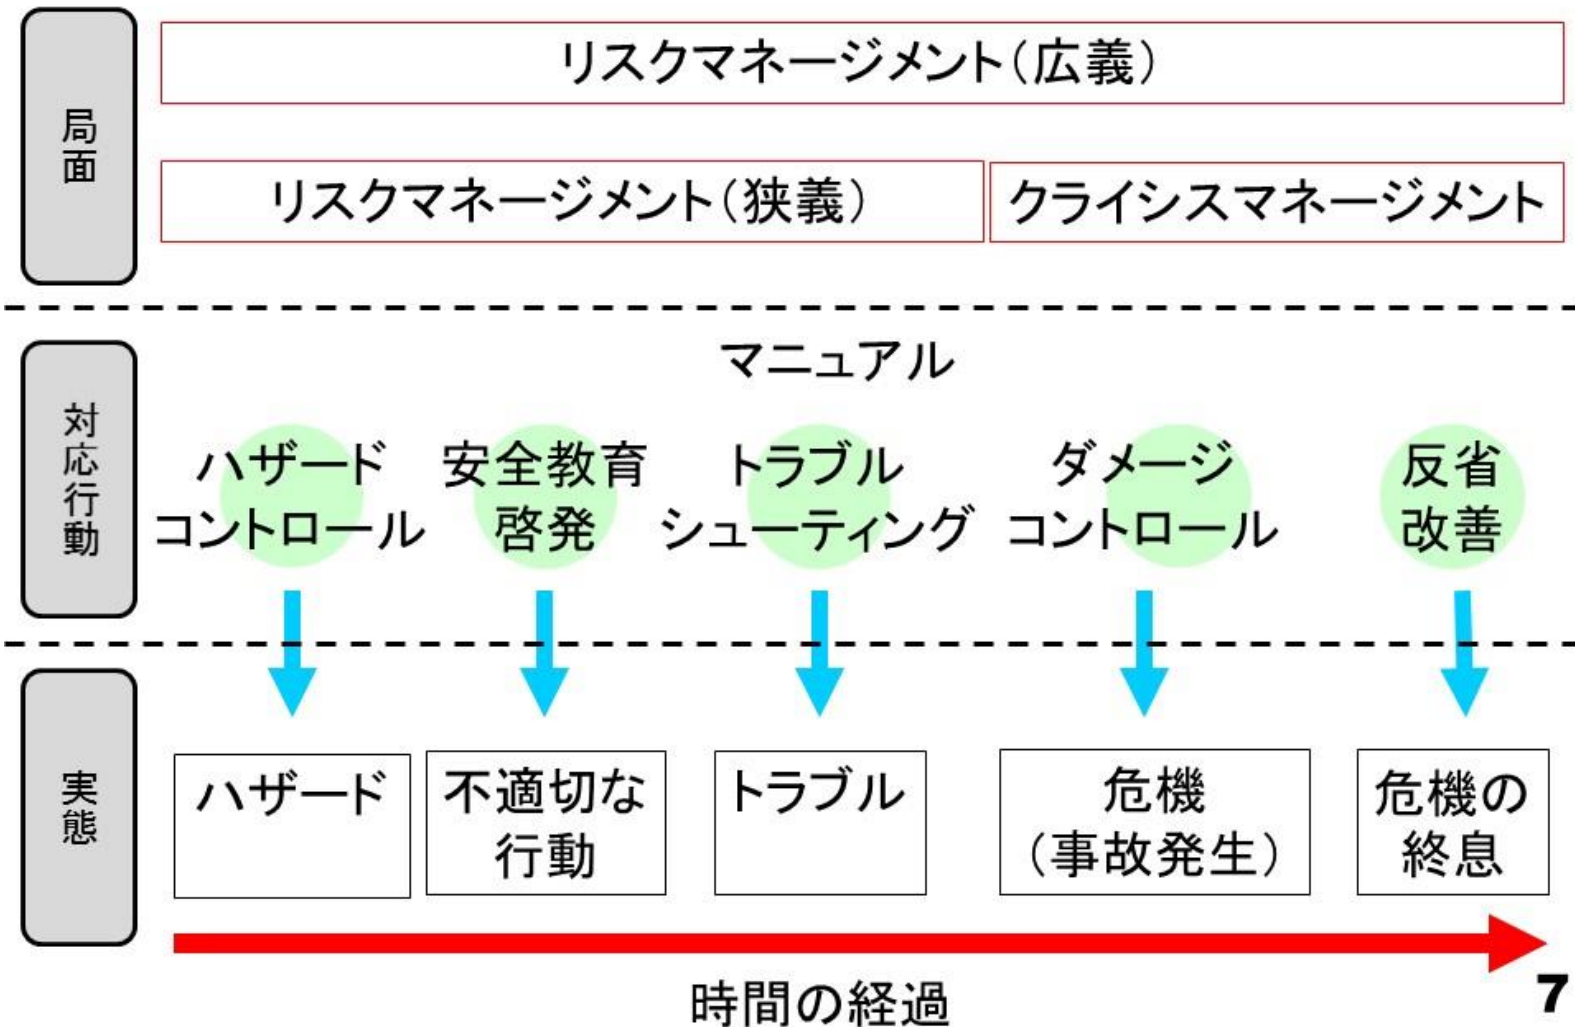 局面
リスクマネージメント（広義）
リスクマネージメント（狭義）
クライシスマネージメント
対応行動
マニュアル
ハザード
コントロール
安全教育
啓発
トラブル
シューティング
ダメージ
コントロール
反省
改善
実態
ハザード
不適切な
行動
トラブル
危機
（事故発生）
危機の
終息
時間の経過
7